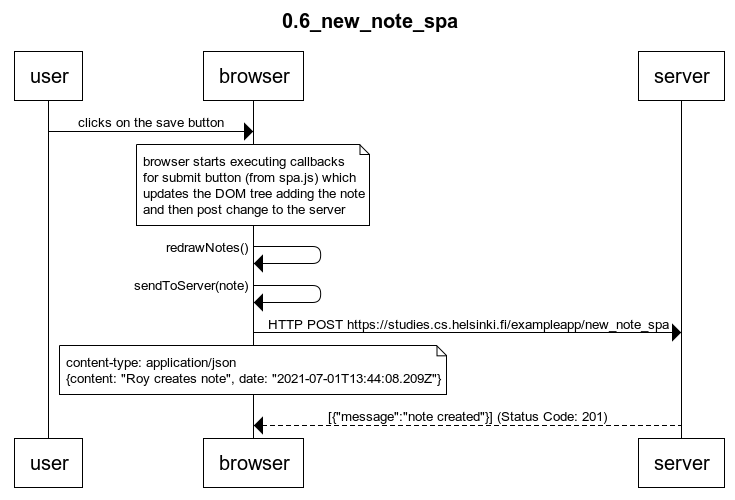 0.6_new_note_spa
user browser server
clicks on the save button
browser starts executing callbacks
for submit button (from spa.js) which
updates the DOM tree adding the note
and then post change to the server
redrawNotes()
sendToServer(note)
HTTP POST https://studies.cs.helsinki.fi/exampleapp/new_note_spa
content-type: application/json
{content: "Roy creates note", date: "2021-07-01T13:44:08.209Z"}
[{"message":"note created"}] (Status Code: 201)
user browser server